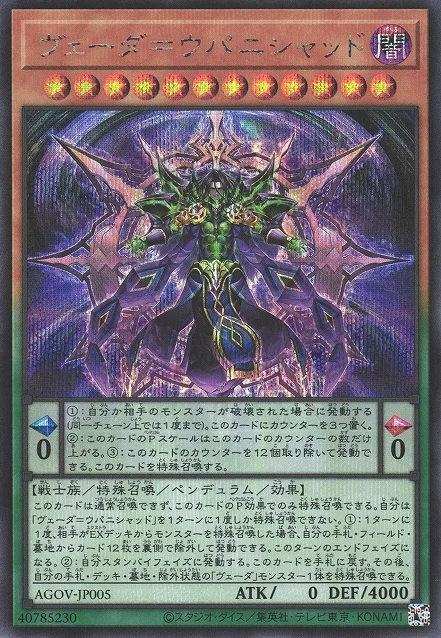 ヴェーダ＝ウパニシャッド
闇
①：自分か相手のモンスターが破壊された場合に発動する
(同一チェーン上では1度まで)。このカードにカウンターを3つ置く。
②：このカードのPスケールはこのカードのカウンターの数だけ
上がる。③：このカードのカウンターを12個取り除いて発動で
きる。このカードを特殊召喚する。
0
0
【戦士族／特殊召喚／ペンデュラム／効果】
このカードは通常召喚できず、このカードのP効果でのみ特殊召喚できる。自分は
「ヴェーダ＝ウパニシャッド」を1ターンに1度しか特殊召喚できない。①：1ターンに
1度、相手がEXデッキからモンスターを特殊召喚した場合、自分の手札・フィールド・
墓地からカード12枚を裏側で除外して発動できる。このターンのエンドフェイズに
なる。②：自分スタンバイフェイズに発動できる。このカードを手札に戻す。その後、
自分の手札・デッキ・墓地・除外状態の「ヴェーダ」モンスター1体を特殊召喚できる。
AGOV-JP005
ATK/ 0 DEF/4000
40785230
©スタジオ・ダイス／集英社・テレビ東京・KONAMI